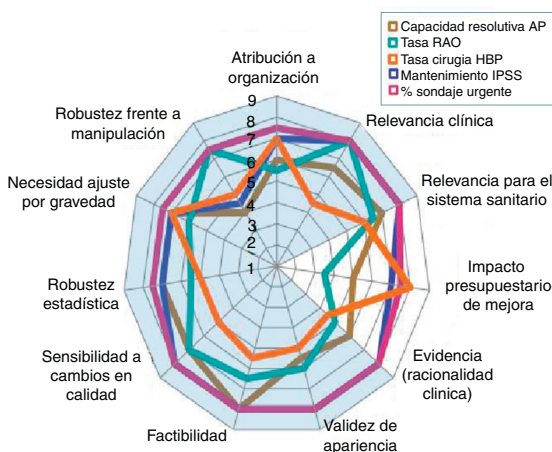 Capacidad resolutiva AP
Tasa RAO
Tasa cirugia HBP
Mantenimiento IPSS
% sondaje urgente
Atribución a
organización
Relevancia clínica
Relevancia para el
sistema sanitario
Impacto
presupuestario
de mejora
Evidencia
(racionalidad
clinica)
Validez de
apariencia
Factibilidad
Sensibilidad a
cambios en
calidad
Robustez
estadística
Necesidad ajuste
por gravedad
Robustez frente a
manipulación
9
8
7
6
5
4
3
2
1